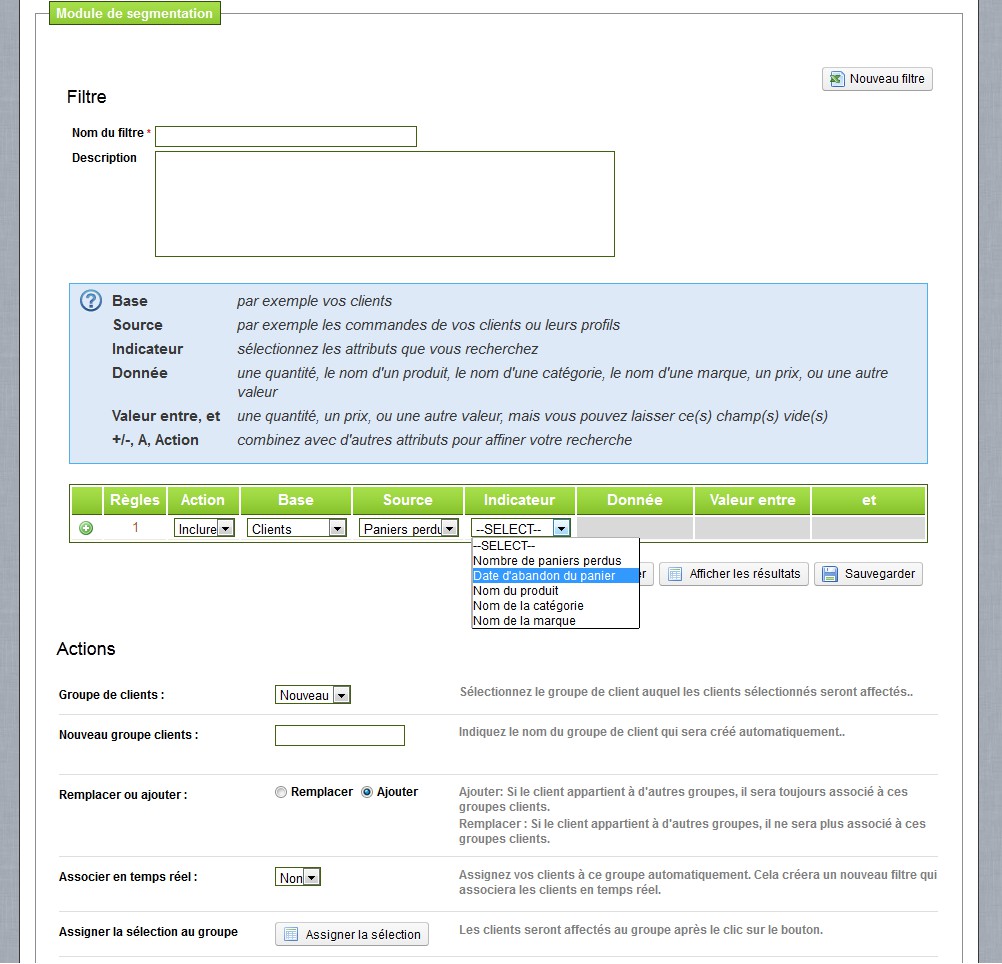 Module de segmentation
Nouveau filtre
Filtre
Nom du filtre *
Description
Base par exemple vos clients
Source par exemple les commandes de vos clients ou leurs profils
Indicateur sélectionnez les attributs que vous recherchez
Donnée une quantité, le nom d'un produit, le nom d'une catégorie, le nom d'une marque, un prix, ou une autre
valeur
Valeur entre, et une quantité, un prix, ou une autre valeur, mais vous pouvez laisser ce(s) champ(s) vide(s)
+/-, A, Action combinez avec d'autres attributs pour affiner votre recherche
Règles Action Base Source Indicateur Donnée Valeur entre et
1 Inclure Clients Paniers perdu --SELECT--
--SELECT--
Nombre de paniers perdus
Date d'abandon du panier
Nom du produit
Nom de la catégorie
Nom de la marque
er Afficher les résultats Sauvegarder
Actions
Groupe de clients : Nouveau Sélectionnez le groupe de client auquel les clients sélectionnés seront affectés..
Nouveau groupe clients : Indiquez le nom du groupe de client qui sera créé automatiquement..
Remplacer ou ajouter : Remplacer Ajouter Ajouter: Si le client appartient à d'autres groupes, il sera toujours associé à ces
groupes clients.
Remplacer : Si le client appartient à d'autres groupes, il ne sera plus associé à ces
groupes clients.
Associer en temps réel : Non Assignez vos clients à ce groupe automatiquement. Cela créera un nouveau filtre qui
associera les clients en temps réel.
Assigner la sélection au groupe Assigner la sélection Les clients seront affectés au groupe après le clic sur le bouton.